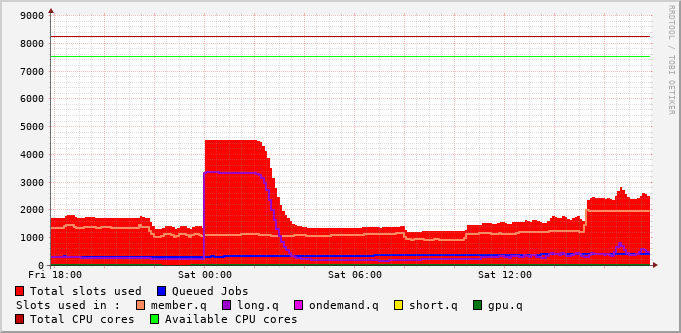 RRDTOOL / TOBI OETIKER
9000
8000
7000
6000
5000
4000
3000
2000
1000
0
Fri 18:00 Sat 00:00 Sat 06:00 Sat 12:00
Total slots used Queued Jobs
Slots used in : member.q long.q ondemand.q short.q gpu.q
Total CPU cores Available CPU cores